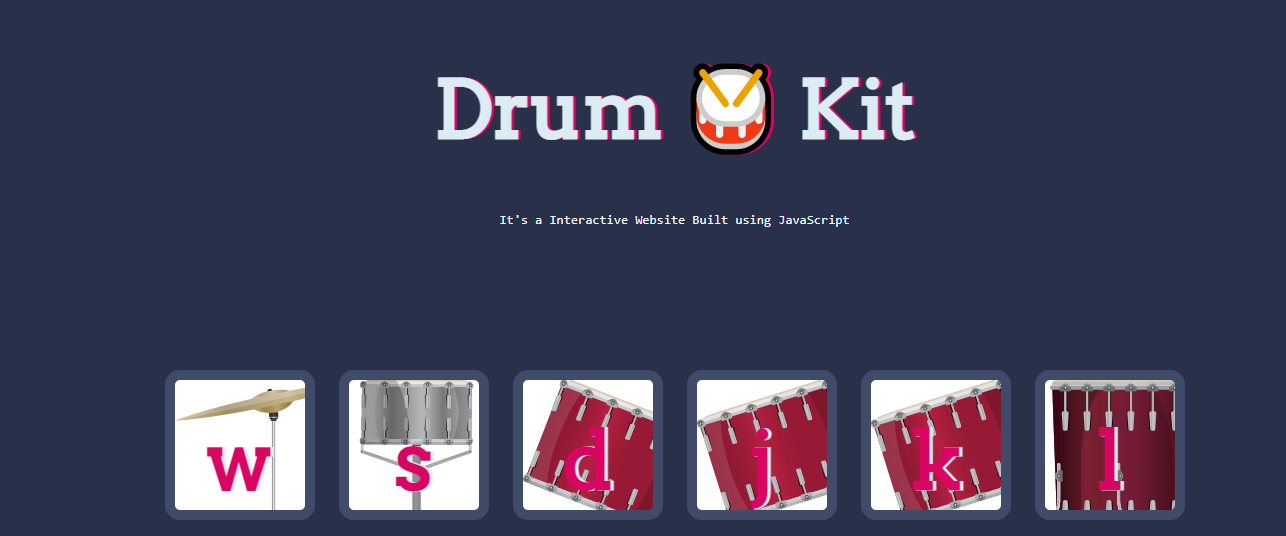 Drum 🥁 Kit
It's a Interactive Website Built using JavaScript
w s d j k l